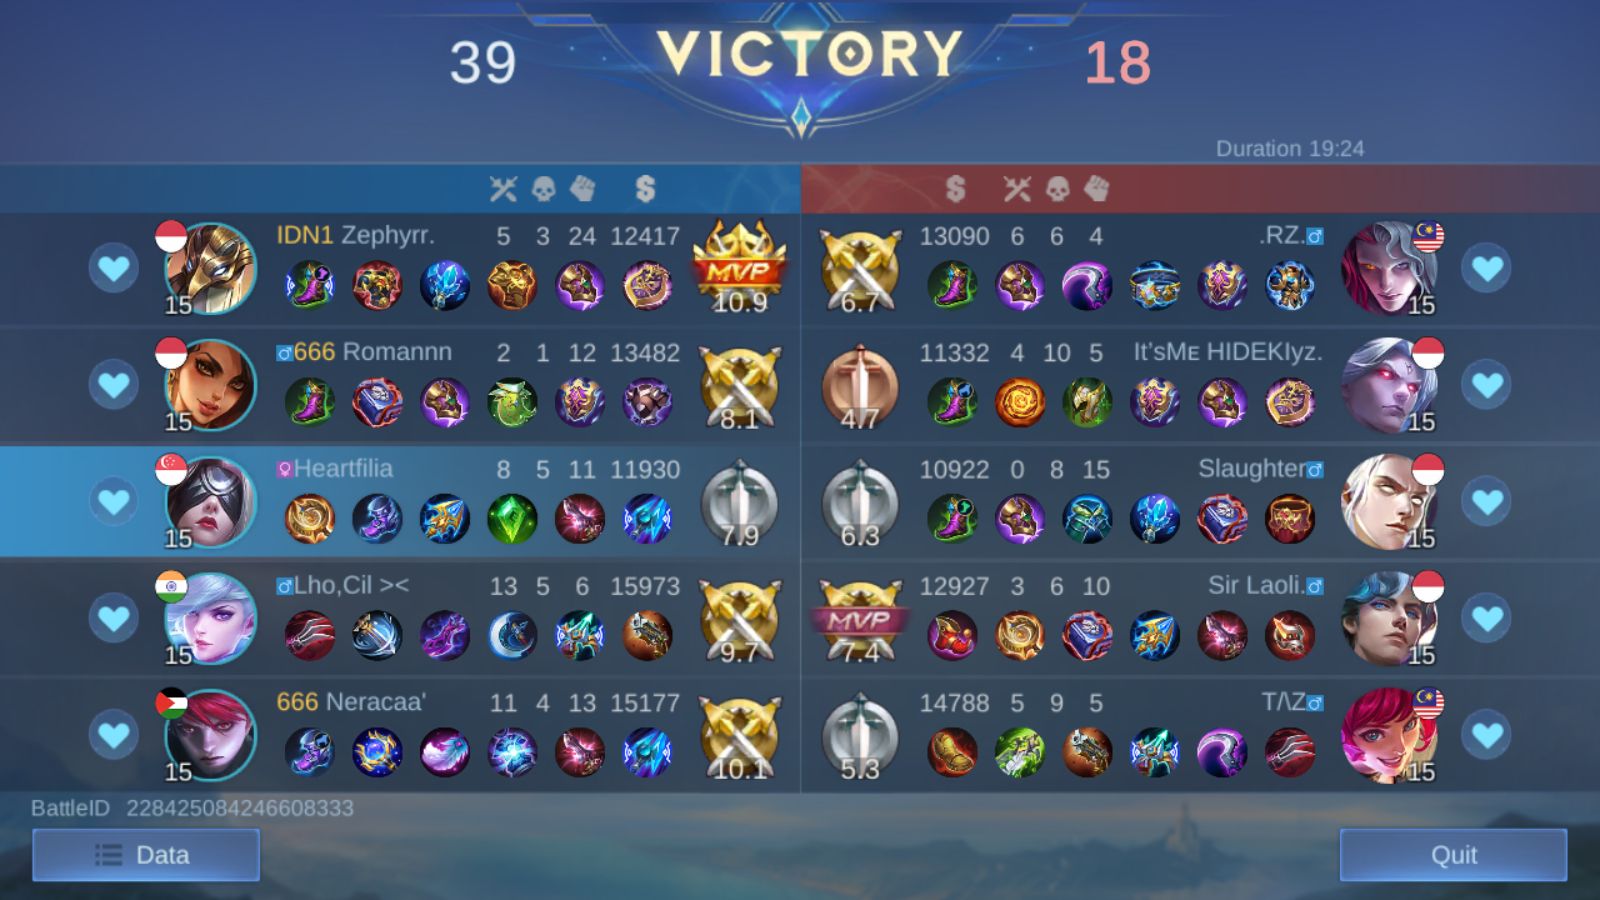 39 VICTORY 18
Duration 19:24
IDN1 Zephyrr. 5 3 24 12417
15 MVP 10.9
13090 6 6 4 .RZ.
6.7 15
666 Romannn 2 1 12 13482
15 8.1
11332 4 10 5 It'sMᴇ HIDEKIyz.
4.7 15
Heartfilia 8 5 11 11930
15 7.9
10922 0 8 15 Slaughter
6.3 15
Lho,Cil >< 13 5 6 15973
15 9.7
12927 3 6 10 Sir Laoli.
MVP 7.4 15
666 Neracaa' 11 4 13 15177
15 10.1
14788 5 9 5 T/\Z
5.3 15
BattleID 228425084246608333
Data
Quit